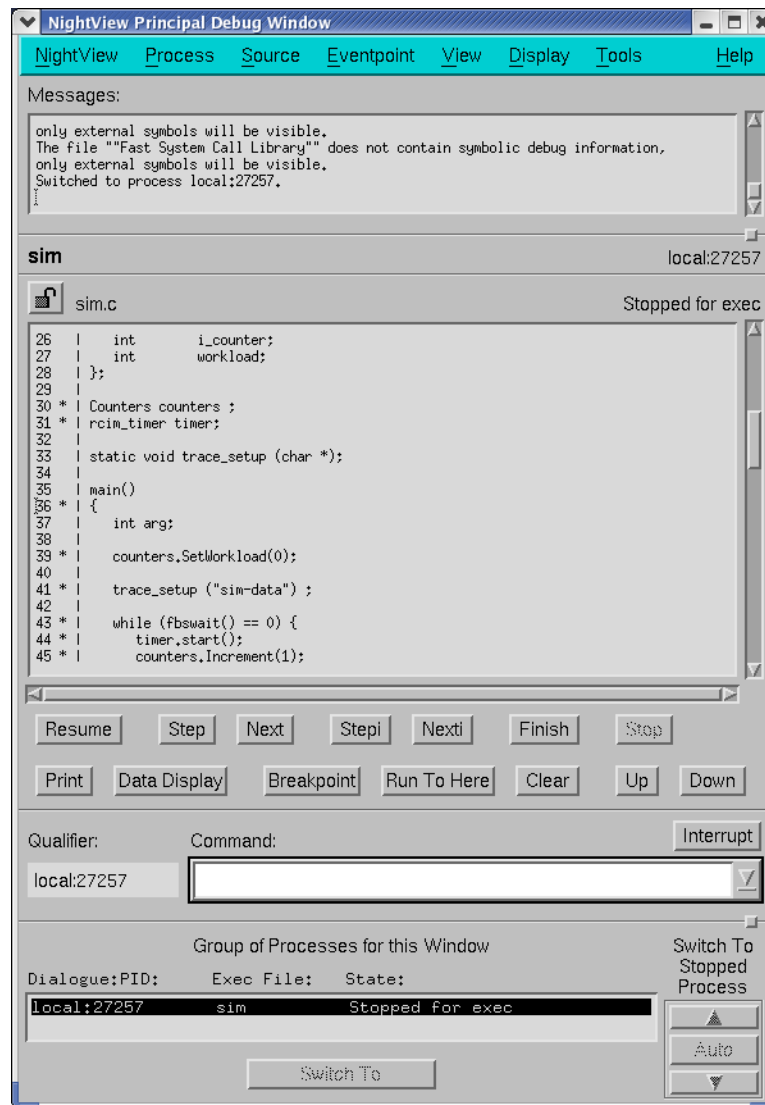 NightView Principal Debug Window
NightView Process Source Eventpoint View Display Tools Help
Messages:
only external symbols will be visible.
The file ""Fast System Call Library"" does not contain symbolic debug information,
only external symbols will be visible.
Switched to process local:27257.
sim local:27257
sim.c Stopped for exec
26 | int i_counter;
27 | int workload;
28 | };
29 |
30 * | Counters counters ;
31 * | rcim_timer timer;
32 |
33 | static void trace_setup (char *);
34 |
35 | main()
36 * | {
37 | int arg;
38 |
39 * | counters.SetWorkload(0);
40 |
41 * | trace_setup ("sim-data") ;
42 |
43 * | while (fbswait() == 0) {
44 * | timer.start();
45 * | counters.Increment(1);
Resume Step Next Stepi Nexti Finish Stop
Print Data Display Breakpoint Run To Here Clear Up Down
Qualifier: Command: Interrupt
local:27257
Group of Processes for this Window
Switch To
Stopped
Process
Dialogue:PID: Exec File: State:
local:27257 sim Stopped for exec
Auto
Switch To